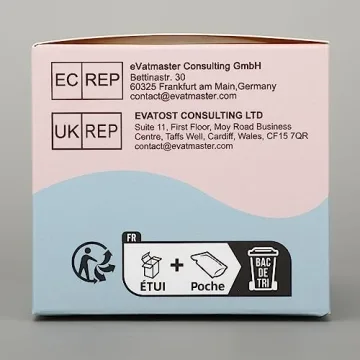 EC REP
eVatmaster Consulting GmbH
Bettinastr. 30
60325 Frankfurt am Main,Germany
contact@evatmaster.com
UK REP
EVATOST CONSULTING LTD
Suite 11, First Floor, Moy Road Business
Centre, Taffs Well, Cardiff, Wales, CF15 7QR
contact@evatmaster.com
FR
ÉTUI + Poche
BAC
DE
TRI